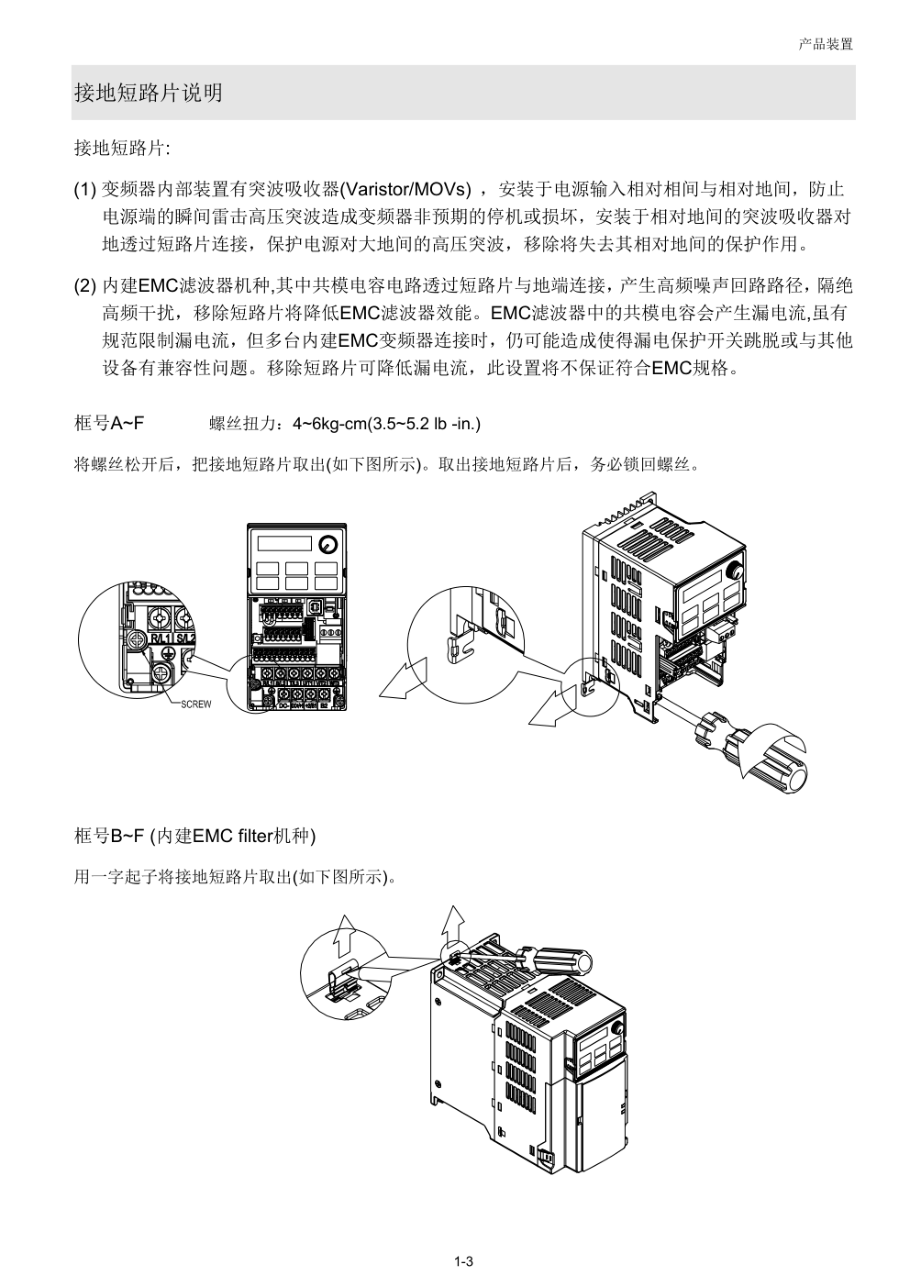 产品装置
接地短路片说明
接地短路片:
(1) 变频器内部装置有突波吸收器(Varistor/MOVs) ，安装于电源输入相对相间与相对地间，防止
电源端的瞬间雷击高压突波造成变频器非预期的停机或损坏，安装于相对地间的突波吸收器对
地透过短路片连接，保护电源对大地间的高压突波，移除将失去其相对地间的保护作用。
(2) 内建EMC滤波器机种,其中共模电容电路透过短路片与地端连接，产生高频噪声回路路径，隔绝
高频干扰，移除短路片将降低EMC滤波器效能。EMC滤波器中的共模电容会产生漏电流,虽有
规范限制漏电流，但多台内建EMC变频器连接时，仍可能造成使得漏电保护开关跳脱或与其他
设备有兼容性问题。移除短路片可降低漏电流，此设置将不保证符合EMC规格。
框号A~F 螺丝扭力：4~6kg-cm(3.5~5.2 lb -in.)
将螺丝松开后，把接地短路片取出(如下图所示)。取出接地短路片后，务必锁回螺丝。
R/L1 S/L2
SCREW
框号B~F (内建EMC filter机种)
用一字起子将接地短路片取出(如下图所示)。
1-3